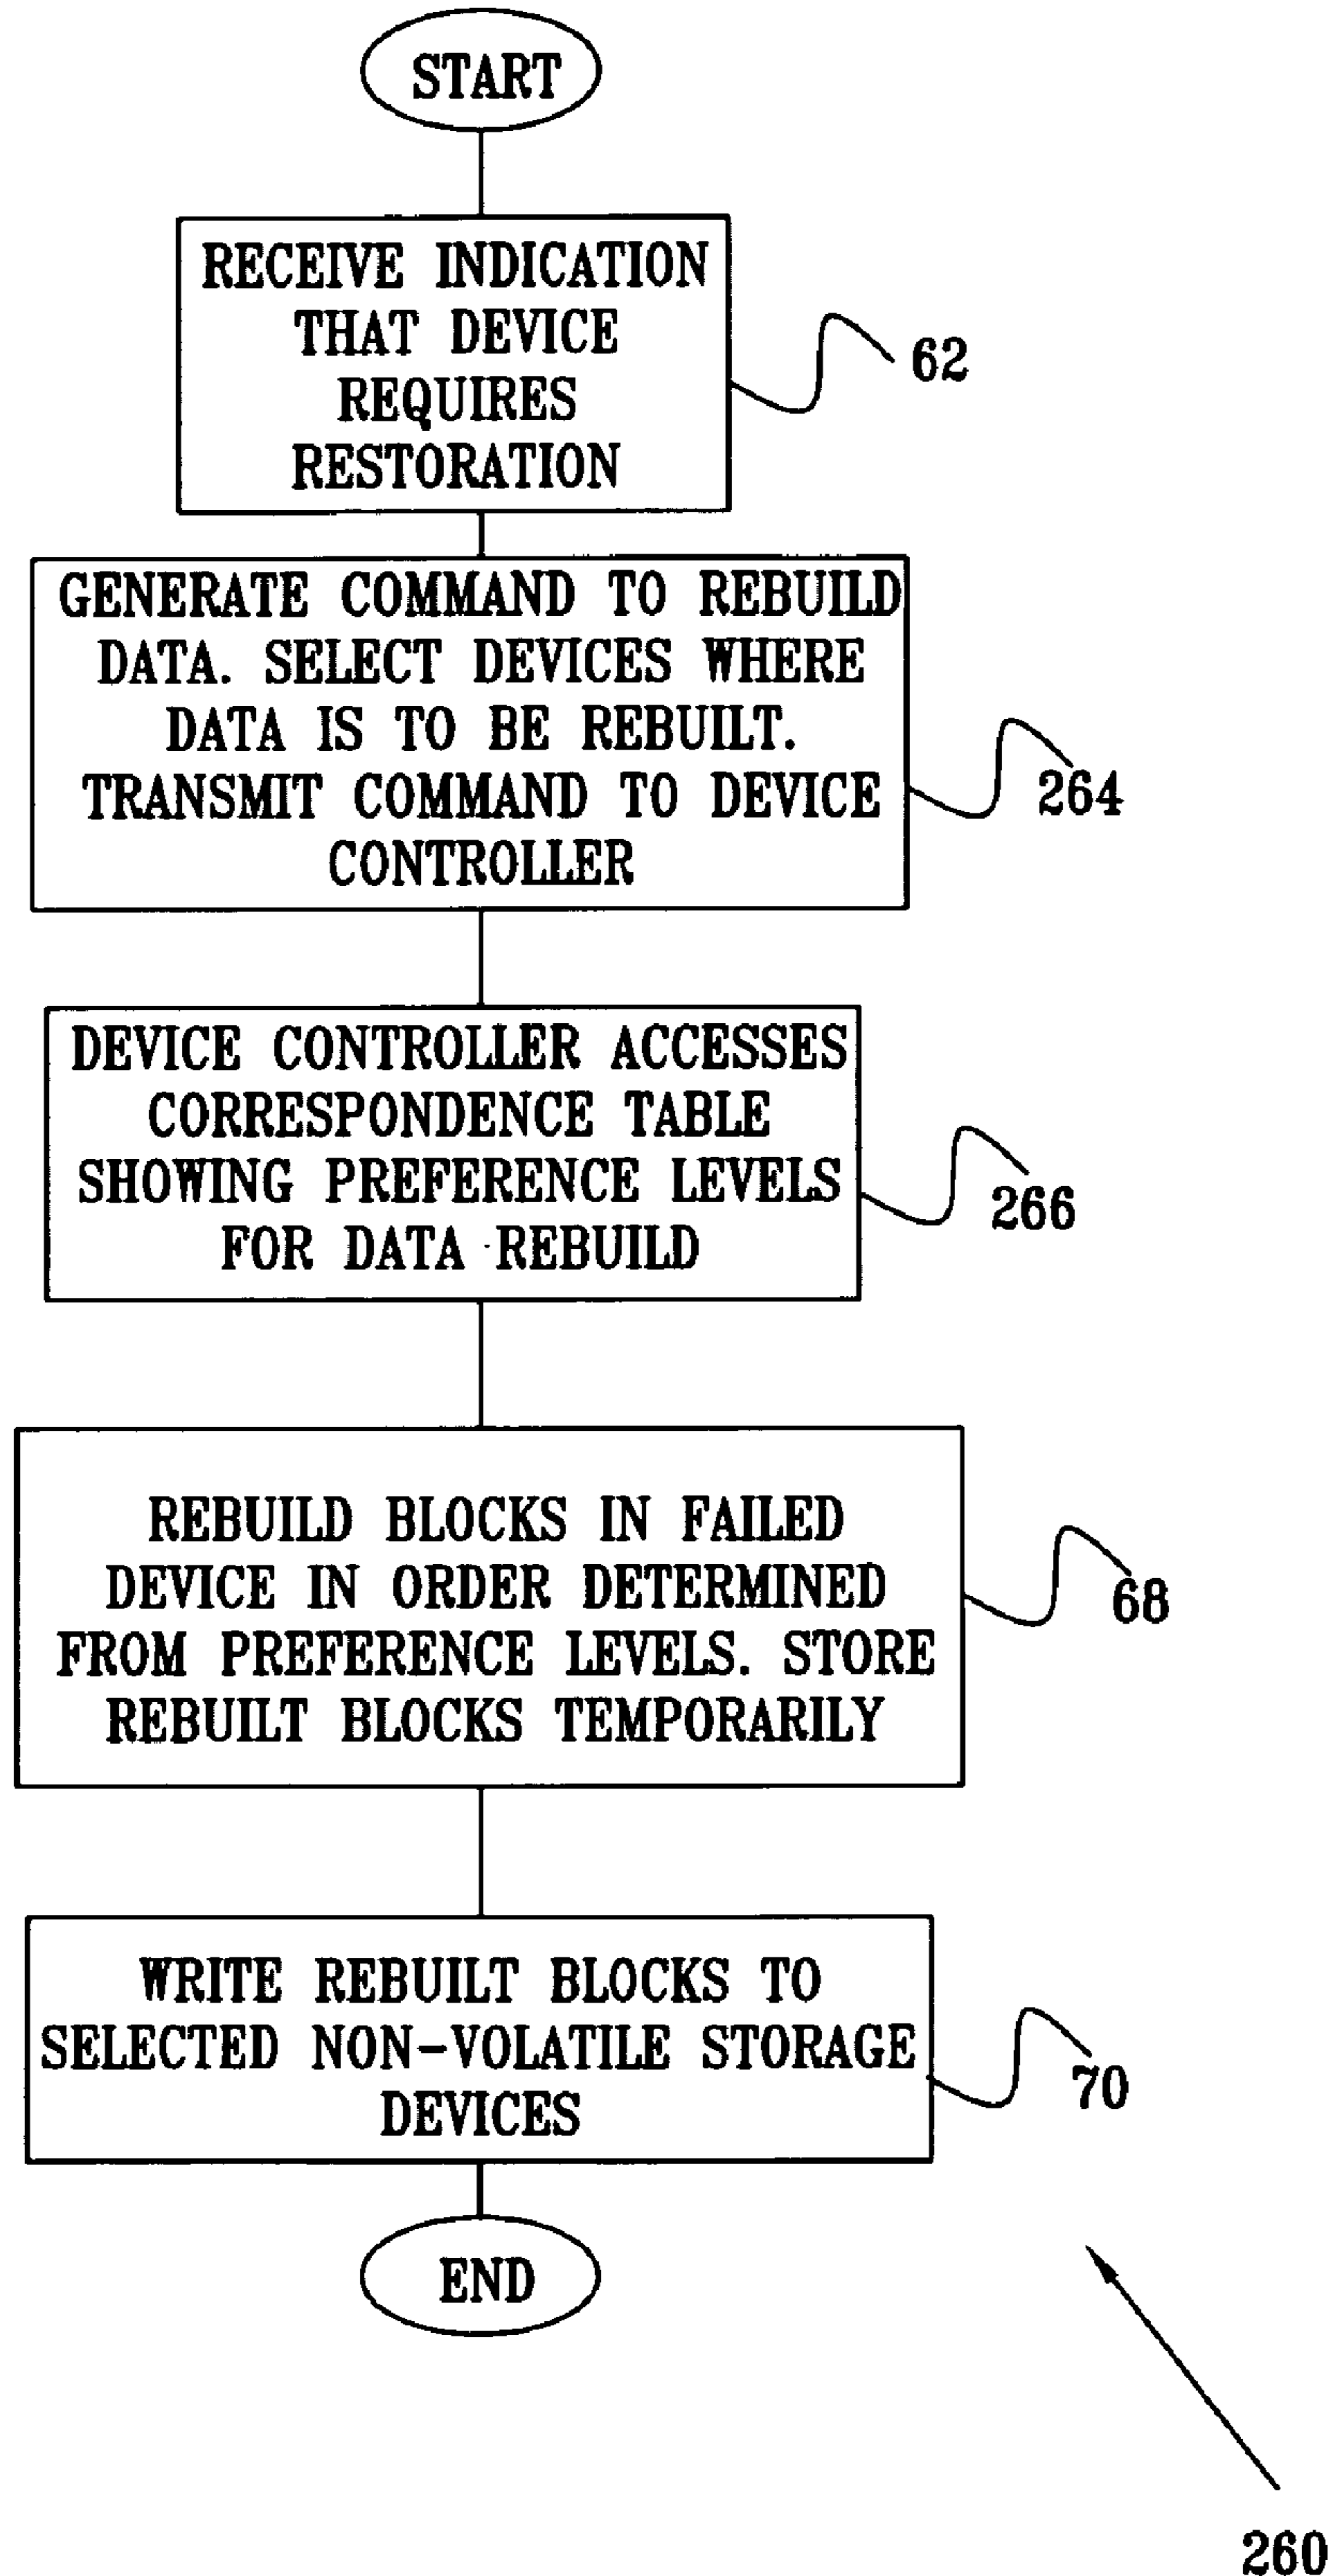 START
RECEIVE INDICATION
THAT DEVICE
REQUIRES
RESTORATION
62
GENERATE COMMAND TO REBUILD
DATA. SELECT DEVICES WHERE
DATA IS TO BE REBUILT.
TRANSMIT COMMAND TO DEVICE
CONTROLLER
264
DEVICE CONTROLLER ACCESSES
CORRESPONDENCE TABLE
SHOWING PREFERENCE LEVELS
FOR DATA REBUILD
266
REBUILD BLOCKS IN FAILED
DEVICE IN ORDER DETERMINED
FROM PREFERENCE LEVELS. STORE
REBUILT BLOCKS TEMPORARILY
68
WRITE REBUILT BLOCKS TO
SELECTED NON-VOLATILE STORAGE
DEVICES
70
END
260